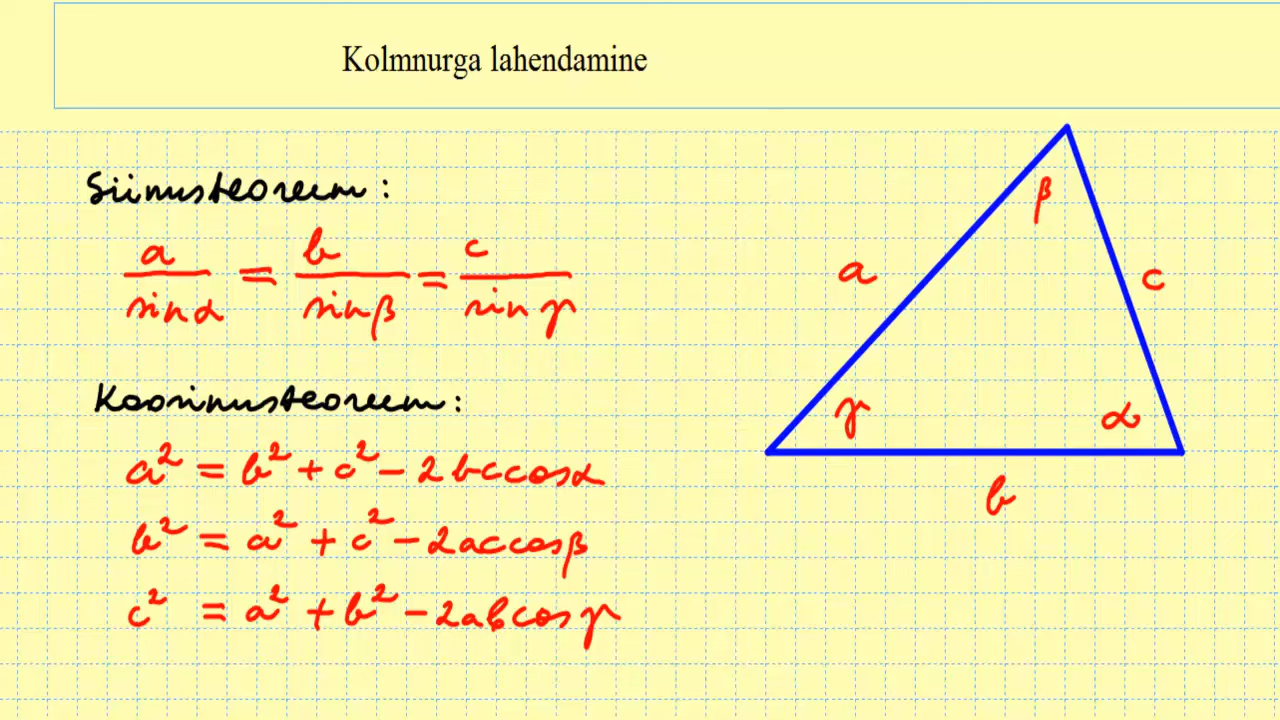 Kolmnurga lahendamine
Siinusteoreem:
a/sinα = b/sinβ = c/sinγ
Koosinusteoreem:
a² = b² + c² - 2bccosα
b² = a² + c² - 2accosβ
c² = a² + b² - 2abcosγ
β
a
c
γ
α
b